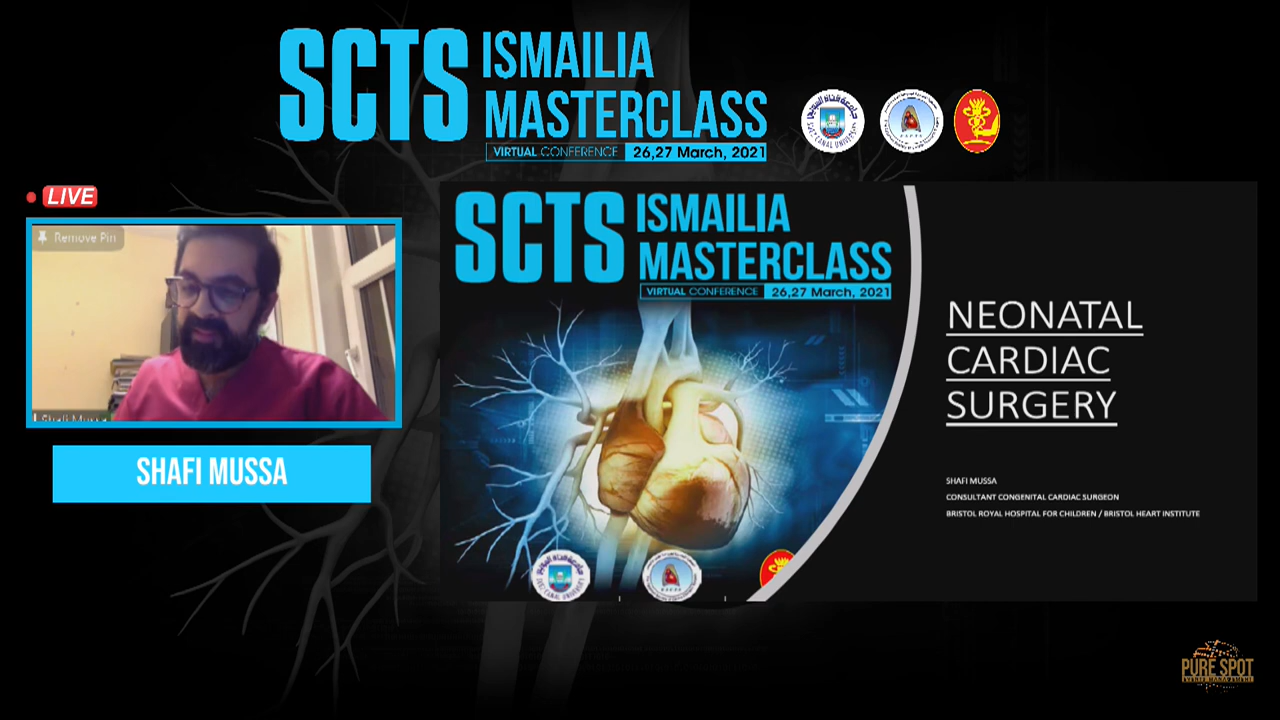 SCTS ISMAILIA
MASTERCLASS
VIRTUAL CONFERENCE 26,27 March, 2021
LIVE
Remove Pin
Shafi Mussa
SHAFI MUSSA
SCTS ISMAILIA
MASTERCLASS
VIRTUAL CONFERENCE 26,27 March, 2021
NEONATAL
CARDIAC
SURGERY
SHAFI MUSSA
CONSULTANT CONGENITAL CARDIAC SURGEON
BRISTOL ROYAL HOSPITAL FOR CHILDREN / BRISTOL HEART INSTITUTE
PURE SPOT